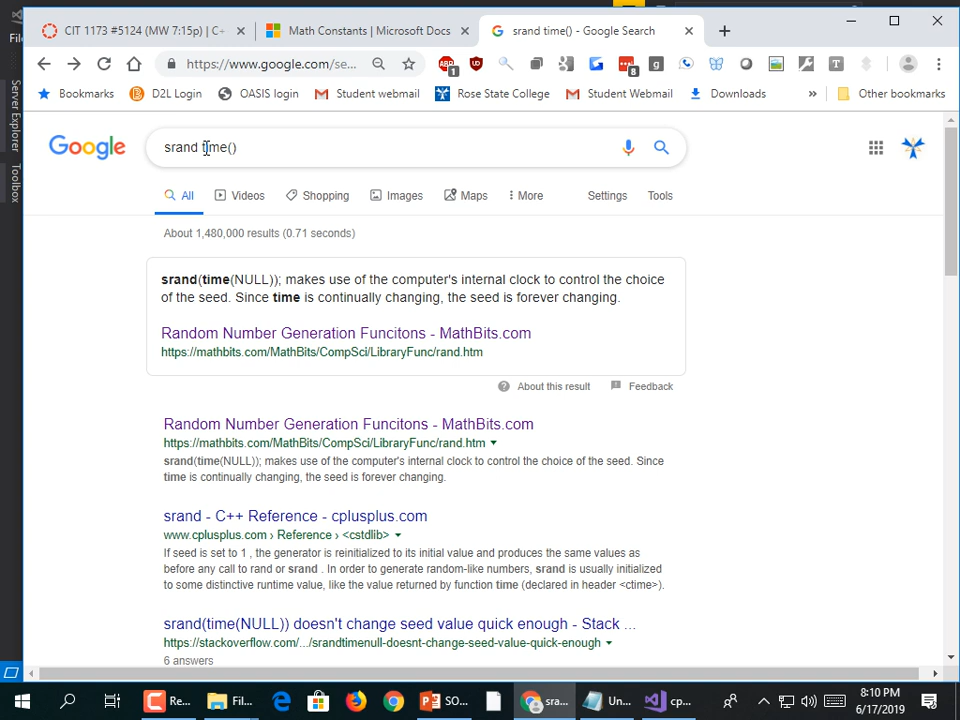 CIT 1173 #5124 (MW 7:15p) | C+
Math Constants | Microsoft Docs
srand time() - Google Search
https://www.google.com/se...
1
8
g
T
Bookmarks
D2L Login
OASIS login
Student webmail
Rose State College
Student Webmail
Downloads
»
Other bookmarks
Fil
Server Explorer
Toolbox
Google
srand time()
All
Videos
Shopping
Images
Maps
More
Settings
Tools
About 1,480,000 results (0.71 seconds)
srand(time(NULL)); makes use of the computer's internal clock to control the choice
of the seed. Since time is continually changing, the seed is forever changing.
Random Number Generation Funcitons - MathBits.com
https://mathbits.com/MathBits/CompSci/LibraryFunc/rand.htm
About this result
Feedback
Random Number Generation Funcitons - MathBits.com
https://mathbits.com/MathBits/CompSci/LibraryFunc/rand.htm
srand(time(NULL)); makes use of the computer's internal clock to control the choice of the seed. Since
time is continually changing, the seed is forever changing.
srand - C++ Reference - cplusplus.com
www.cplusplus.com › Reference › <cstdlib>
If seed is set to 1 , the generator is reinitialized to its initial value and produces the same values as
before any call to rand or srand . In order to generate random-like numbers, srand is usually initialized
to some distinctive runtime value, like the value returned by function time (declared in header <ctime>).
srand(time(NULL)) doesn't change seed value quick enough - Stack ...
https://stackoverflow.com/.../srandtimenull-doesnt-change-seed-value-quick-enough
6 answers
Re...
Fil...
SO...
sra...
Un...
cp...
8:10 PM
6/17/2019